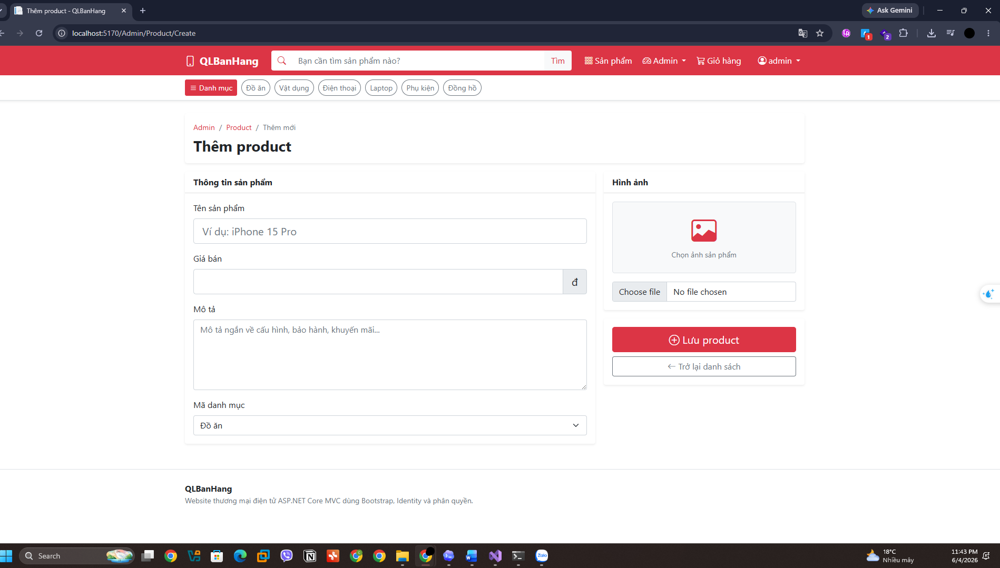 Thêm product - QLBanHang
Ask Gemini
localhost:5170/Admin/Product/Create
1
2
QLBanHang
Bạn cần tìm sản phẩm nào?
Tìm
Sản phẩm
Admin
Giỏ hàng
admin
Danh mục
Đồ ăn
Vật dụng
Điện thoại
Laptop
Phụ kiện
Đồng hồ
Admin / Product / Thêm mới
Thêm product
Thông tin sản phẩm
Tên sản phẩm
Ví dụ: iPhone 15 Pro
Giá bán
đ
Mô tả
Mô tả ngắn về cấu hình, bảo hành, khuyến mãi...
Mã danh mục
Đồ ăn
Hình ảnh
Chọn ảnh sản phẩm
Choose file No file chosen
Lưu product
Trở lại danh sách
QLBanHang
Website thương mại điện tử ASP.NET Core MVC dùng Bootstrap, Identity và phân quyền.
Search
Zalo
18°C
Nhiều mây
11:43 PM
6/4/2026